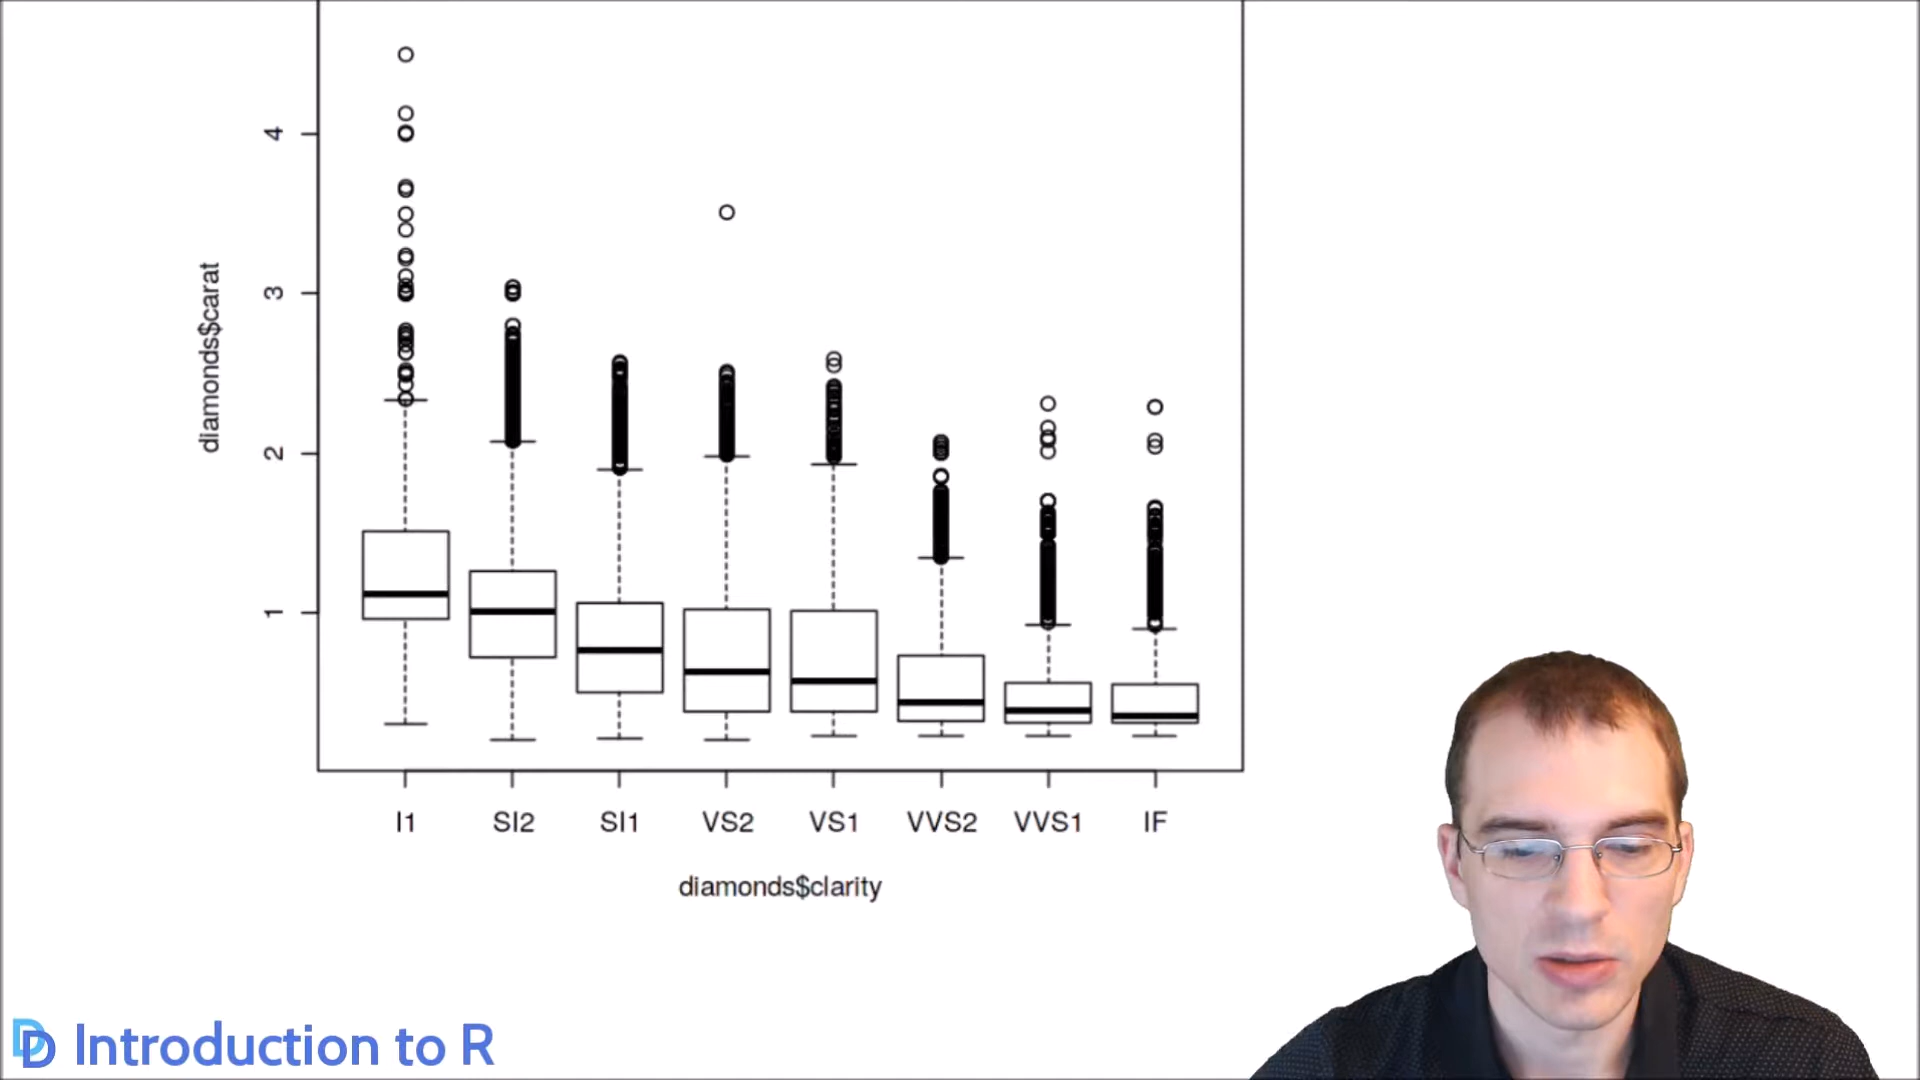 4
3
2
1
diamonds$carat
I1 SI2 SI1 VS2 VS1 VVS2 VVS1 IF
diamonds$clarity
D Introduction to R